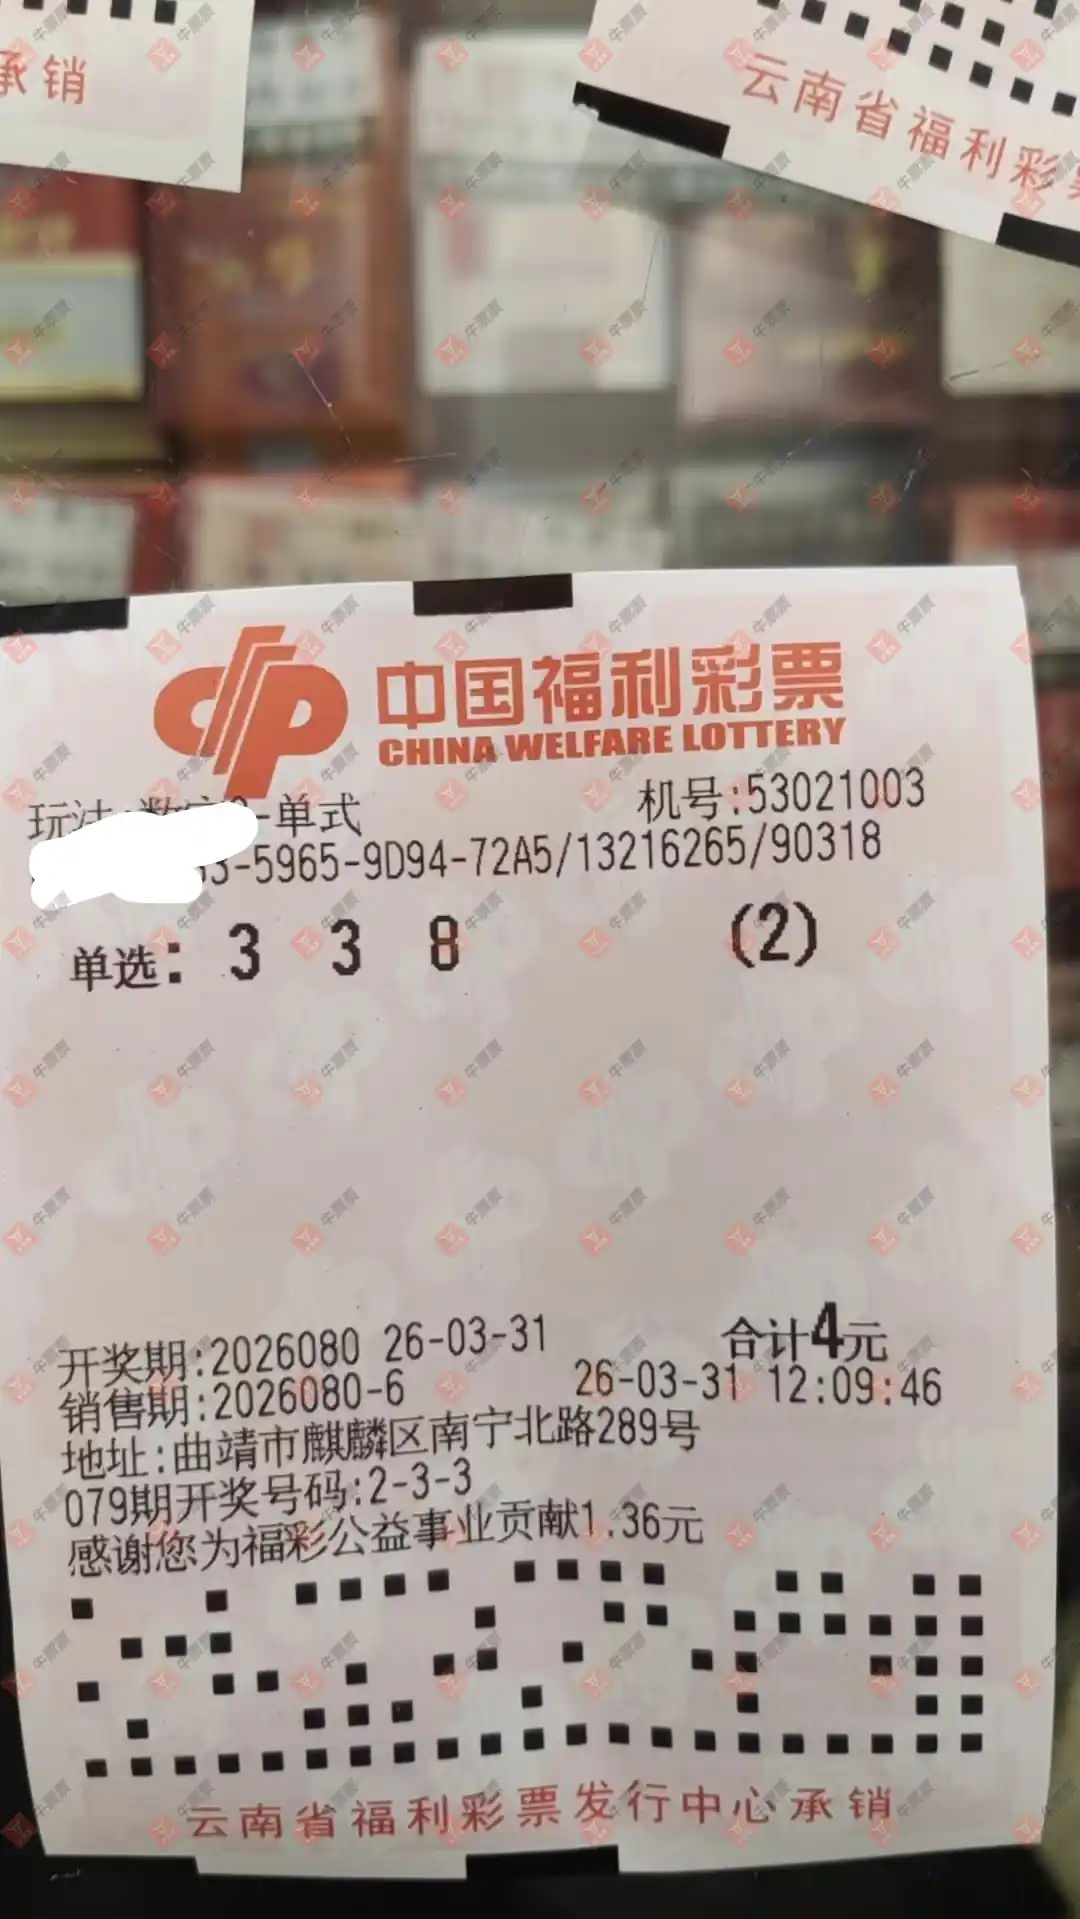 承销
云南省福利彩
中国福利彩票
CHINA WELFARE LOTTERY
-单式
机号:53021003
3-5965-9D94-72A5/13216265/90318
单选: 3 3 8 (2)
开奖期:2026080 26-03-31 合计4元
销售期:2026080-6 26-03-31 12:09:46
地址:曲靖市麒麟区南宁北路289号
079期开奖号码:2-3-3
感谢您为福彩公益事业贡献1.36元
云南省福利彩票发行中心承销
牛票票